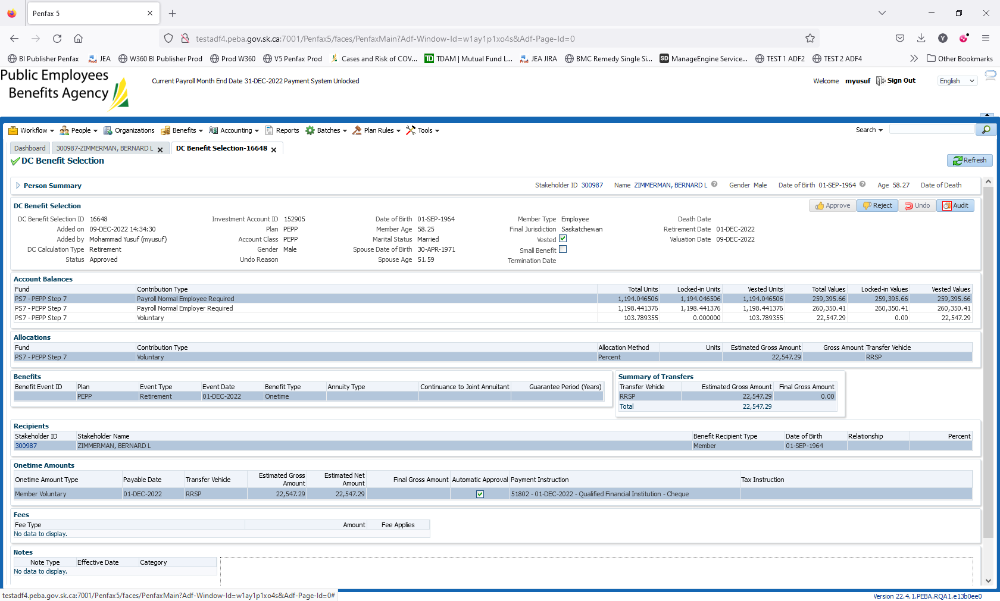 Penfax 5
testadf4.peba.gov.sk.ca:7001/Penfax5/faces/PenfaxMain?Adf-Window-Id=w1ay1p1xo4s&Adf-Page-Id=0
Y
BI Publisher Penfax JEA W360 BI Publisher Prod Prod W360 V5 Penfax Prod Cases and Risk of COV... TDAM | Mutual Fund L... JEA JIRA BMC Remedy Single Si... SD ManageEngine Service... TEST 1 ADF2 TEST 2 ADF4 Other Bookmarks
Public Employees
Benefits Agency
Current Payroll Month End Date 31-DEC-2022 Payment System Unlocked
Welcome myusuf Sign Out English
Workflow People Organizations Benefits Accounting Reports Batches Plan Rules Tools Search
Dashboard 300987-ZIMMERMAN, BERNARD L DC Benefit Selection-16648
DC Benefit Selection Refresh
Person Summary Stakeholder ID 300987 Name ZIMMERMAN, BERNARD L Gender Male Date of Birth 01-SEP-1964 Age 58.27 Date of Death
DC Benefit Selection Approve Reject Undo Audit
DC Benefit Selection ID 16648 Investment Account ID 152905 Date of Birth 01-SEP-1964 Member Type Employee Death Date
Added on 09-DEC-2022 14:34:30 Plan PEPP Member Age 58.25 Final Jurisdiction Saskatchewan Retirement Date 01-DEC-2022
Added by Mohammad Yusuf (myusuf) Account Class PEPP Marital Status Married Vested Valuation Date 09-DEC-2022
DC Calculation Type Retirement Gender Male Spouse Date of Birth 30-APR-1971 Small Benefit
Status Approved Undo Reason Spouse Age 51.59 Termination Date
Account Balances
Fund Contribution Type Total Units Locked-in Units Vested Units Total Values Locked-in Values Vested Values
PS7 - PEPP Step 7 Payroll Normal Employee Required 1,194.046506 1,194.046506 1,194.046506 259,395.66 259,395.66 259,395.66
PS7 - PEPP Step 7 Payroll Normal Employer Required 1,198.441376 1,198.441376 1,198.441376 260,350.41 260,350.41 260,350.41
PS7 - PEPP Step 7 Voluntary 103.789355 0.000000 103.789355 22,547.29 0.00 22,547.29
Allocations
Fund Contribution Type Allocation Method Units Estimated Gross Amount Gross Amount Transfer Vehicle
PS7 - PEPP Step 7 Voluntary Percent 22,547.29 RRSP
Benefits
Benefit Event ID Plan Event Type Event Date Benefit Type Annuity Type Continuance to Joint Annuitant Guarantee Period (Years)
PEPP Retirement 01-DEC-2022 Onetime
Summary of Transfers
Transfer Vehicle Estimated Gross Amount Final Gross Amount
RRSP 22,547.29 0.00
Total 22,547.29
Recipients
Stakeholder ID Stakeholder Name Benefit Recipient Type Date of Birth Relationship Percent
300987 ZIMMERMAN, BERNARD L Member 01-SEP-1964
Onetime Amounts
Onetime Amount Type Payable Date Transfer Vehicle Estimated Gross Amount Estimated Net Amount Final Gross Amount Automatic Approval Payment Instruction Tax Instruction
Member Voluntary 01-DEC-2022 RRSP 22,547.29 22,547.29 51802 - 01-DEC-2022 - Qualified Financial Institution - Cheque
Fees
Fee Type Amount Fee Applies
No data to display.
Notes
Note Type Effective Date Category
No data to display.
testadf4.peba.gov.sk.ca:7001/Penfax5/faces/PenfaxMain?Adf-Window-Id=w1ay1p1xo4s&Adf-Page-Id=0#
Version 22.4.1.PEBA.RQA1.e13b0ee0